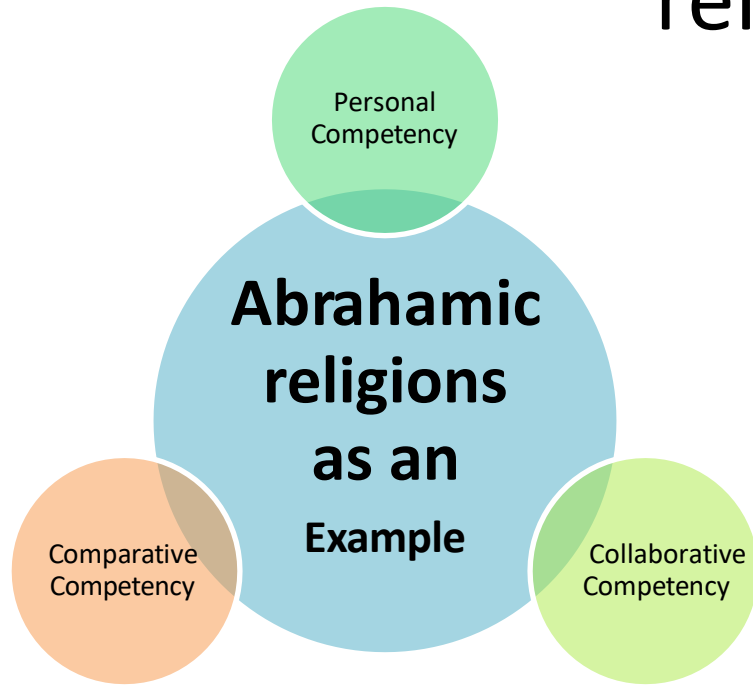 Personal
Competency
Abrahamic
religions
as an
Example
Comparative
Competency
Collaborative
Competency